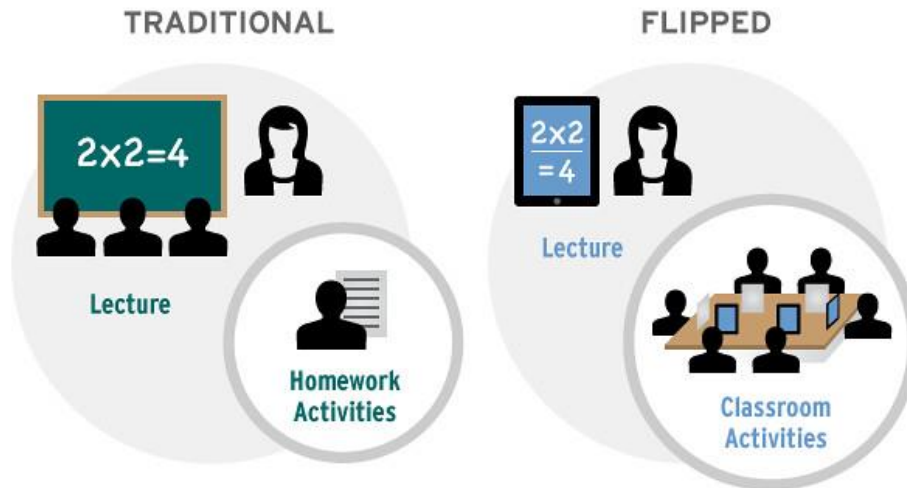 TRADITIONAL
2x2=4
Lecture
Homework
Activities
FLIPPED
2x2
=4
Lecture
Classroom
Activities